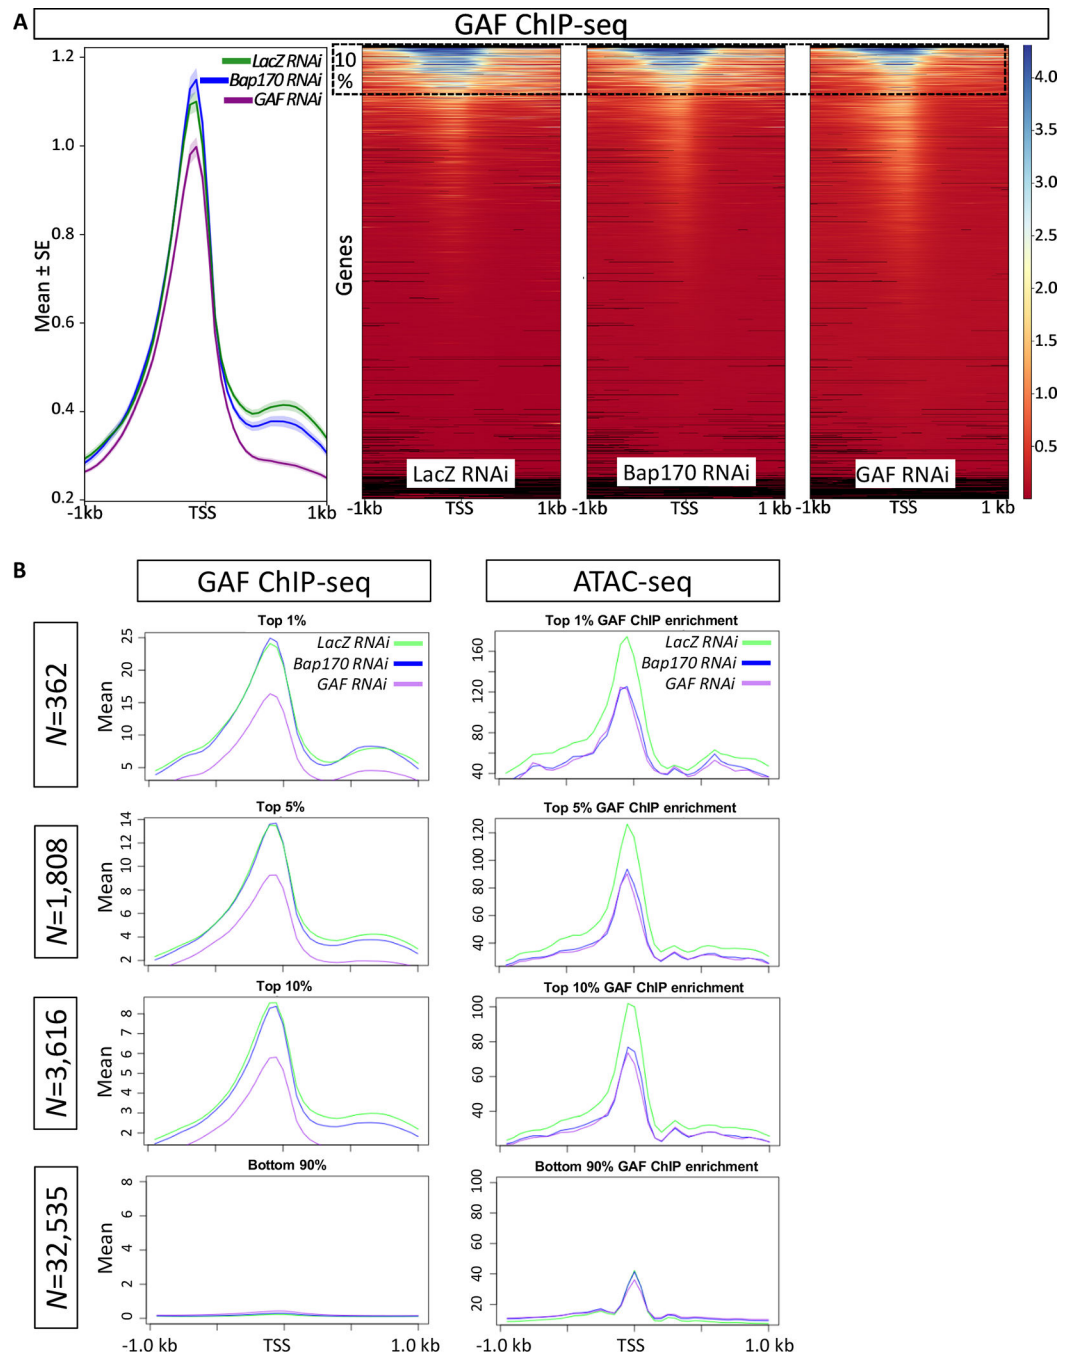 A
GAF ChIP-seq
Mean ± SE
1.2
1.0
0.8
0.6
0.4
0.2
LacZ RNAi
Bap170 RNAi
GAF RNAi
-1kb
TSS
1kb
10
%
Genes
LacZ RNAi
Bap170 RNAi
GAF RNAi
-1kb
TSS
1kb
-1kb
TSS
1 kb
-1kb
TSS
1 kb
4.0
3.5
3.0
2.5
2.0
1.5
1.0
0.5
B
GAF ChIP-seq
ATAC-seq
N=362
Top 1%
Mean
25
20
15
10
5
LacZ RNAi
Bap170 RNAi
GAF RNAi
Top 1% GAF ChIP enrichment
160
120
80
40
LacZ RNAi
Bap170 RNAi
GAF RNAi
N=1,808
Top 5%
Mean
14
12
10
8
6
4
2
Top 5% GAF ChIP enrichment
120
100
80
60
40
N=3,616
Top 10%
Mean
8
7
6
5
4
3
2
Top 10% GAF ChIP enrichment
100
80
60
40
N=32,535
Bottom 90%
Mean
8
6
4
2
0
-1.0 kb
TSS
1.0 kb
Bottom 90% GAF ChIP enrichment
100
80
60
40
20
-1.0 kb
TSS
1.0 kb